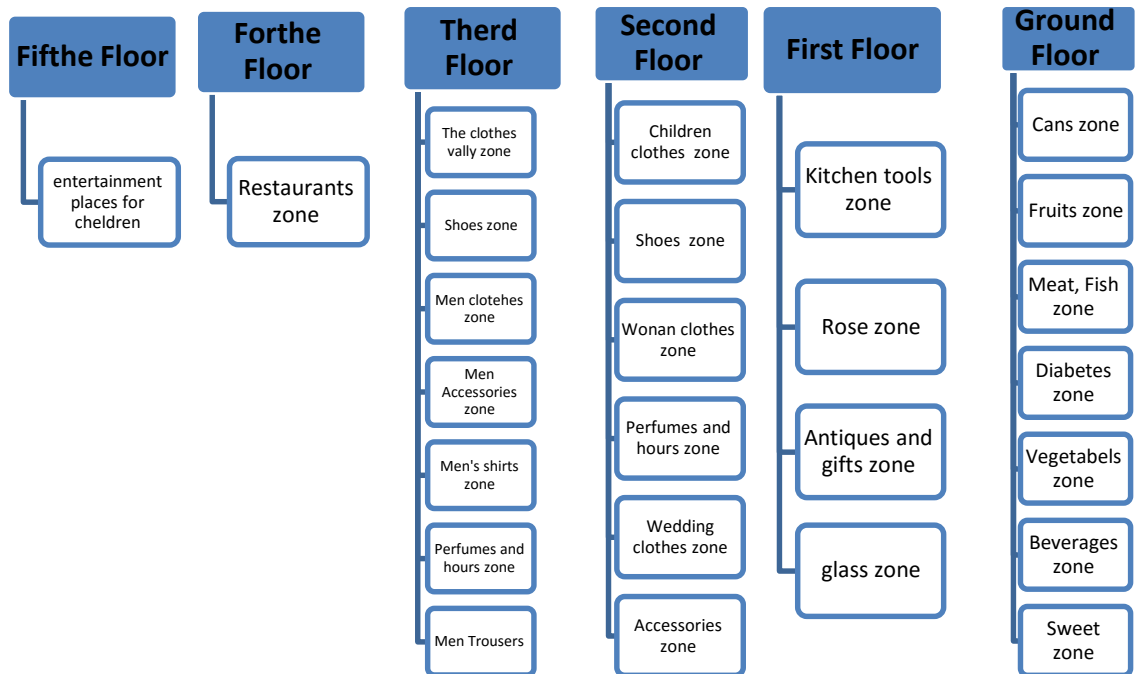 Fifthe Floor
entertainment
places for
cheldren
Forthe
Floor
Restaurants
zone
Therd
Floor
The clothes
vally zone
Shoes zone
Men clotehes
zone
Men
Accessories
zone
Men's shirts
zone
Perfumes and
hours zone
Men Trousers
Second
Floor
Children
clothes zone
Shoes zone
Wonan clothes
zone
Perfumes and
hours zone
Wedding
clothes zone
Accessories
zone
First Floor
Kitchen tools
zone
Rose zone
Antiques and
gifts zone
glass zone
Ground
Floor
Cans zone
Fruits zone
Meat, Fish
zone
Diabetes
zone
Vegetabels
zone
Beverages
zone
Sweet
zone